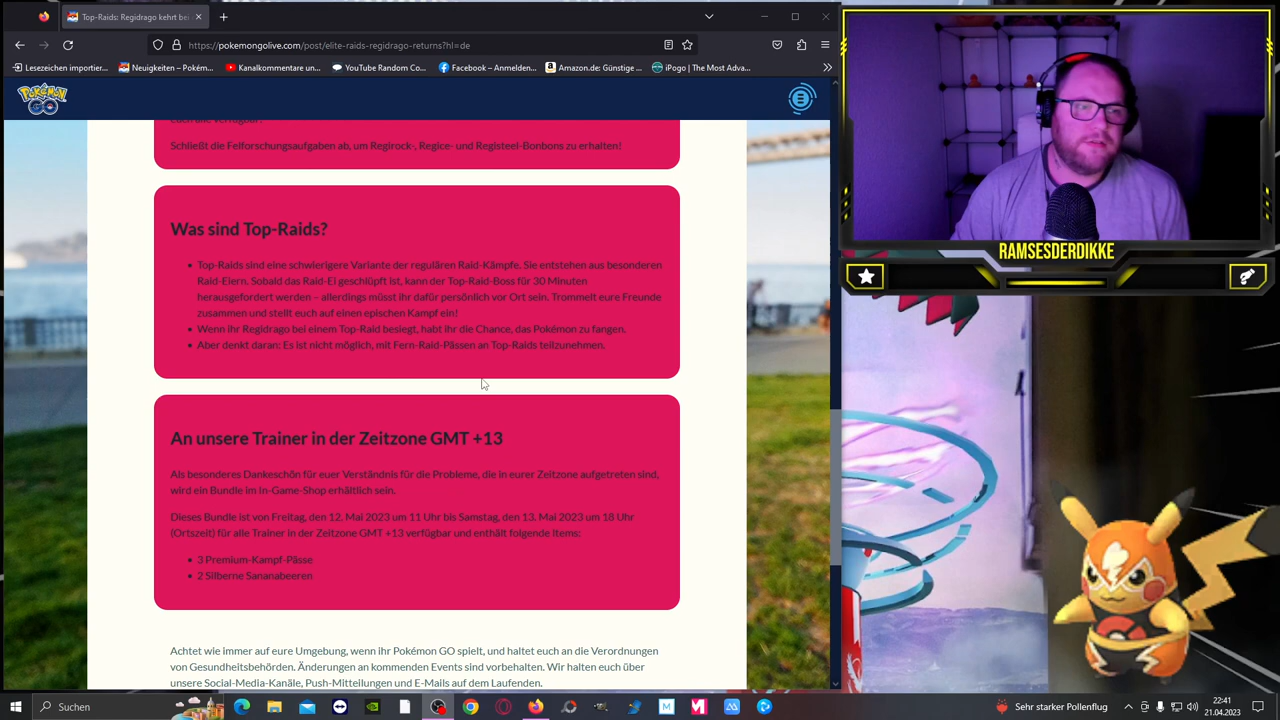 Top-Raids: Regidrago kehrt bei
https://pokemongolive.com/post/elite-raids-regidrago-returns?hl=de
Lesezeichen importier...
Neuigkeiten – Pokém...
Kanalkommentare un...
YouTube Random Co...
Facebook – Anmelden...
Amazon.de: Günstige ...
iPogo | The Most Adva...
POKÉMON
GO
Schließt die Felforschungsaufgaben ab, um Regirock-, Regice- und Registeel-Bonbons zu erhalten!
Was sind Top-Raids?
• Top-Raids sind eine schwierigere Variante der regulären Raid-Kämpfe. Sie entstehen aus besonderen
Raid-Eiern. Sobald das Raid-Ei geschlüpft ist, kann der Top-Raid-Boss für 30 Minuten
herausgefordert werden – allerdings müsst ihr dafür persönlich vor Ort sein. Trommelt eure Freunde
zusammen und stellt euch auf einen epischen Kampf ein!
• Wenn ihr Regidrago bei einem Top-Raid besiegt, habt ihr die Chance, das Pokémon zu fangen.
• Aber denkt daran: Es ist nicht möglich, mit Fern-Raid-Pässen an Top-Raids teilzunehmen.
An unsere Trainer in der Zeitzone GMT +13
Als besonderes Dankeschön für euer Verständnis für die Probleme, die in eurer Zeitzone aufgetreten sind,
wird ein Bundle im In-Game-Shop erhältlich sein.
Dieses Bundle ist von Freitag, den 12. Mai 2023 um 11 Uhr bis Samstag, den 13. Mai 2023 um 18 Uhr
(Ortszeit) für alle Trainer in der Zeitzone GMT +13 verfügbar und enthält folgende Items:
• 3 Premium-Kampf-Pässe
• 2 Silberne Sananabeeren
Achtet wie immer auf eure Umgebung, wenn ihr Pokémon GO spielt, und haltet euch an die Verordnungen
von Gesundheitsbehörden. Änderungen an kommenden Events sind vorbehalten. Wir halten euch über
unsere Social-Media-Kanäle, Push-Mitteilungen und E-Mails auf dem Laufenden.
RAMSESDERDIKKE
Suchen
Sehr starker Pollenflug
22:41
21.04.2023